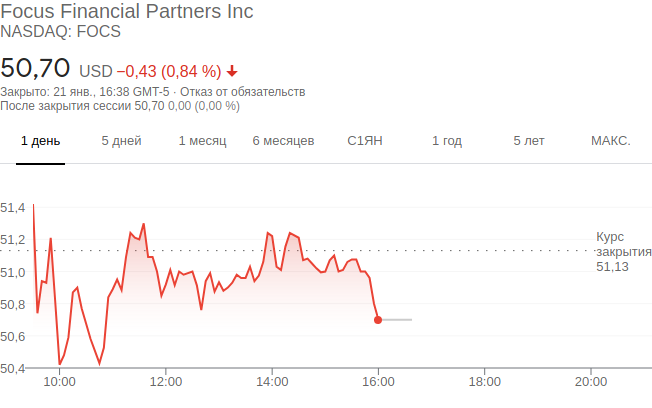 Focus Financial Partners Inc
NASDAQ: FOCS
50,70 USD −0,43 (0,84 %)
Закрыто: 21 янв., 16:38 GMT-5 · Отказ от обязательств
После закрытия сессии 50,70 0,00 (0,00 %)
1 день 5 дней 1 месяц 6 месяцев С1ЯН 1 год 5 лет МАКС.
51,4
51,2
51,0
50,8
50,6
50,4
Курс
закрытия
51,13
10:00 12:00 14:00 16:00 18:00 20:00